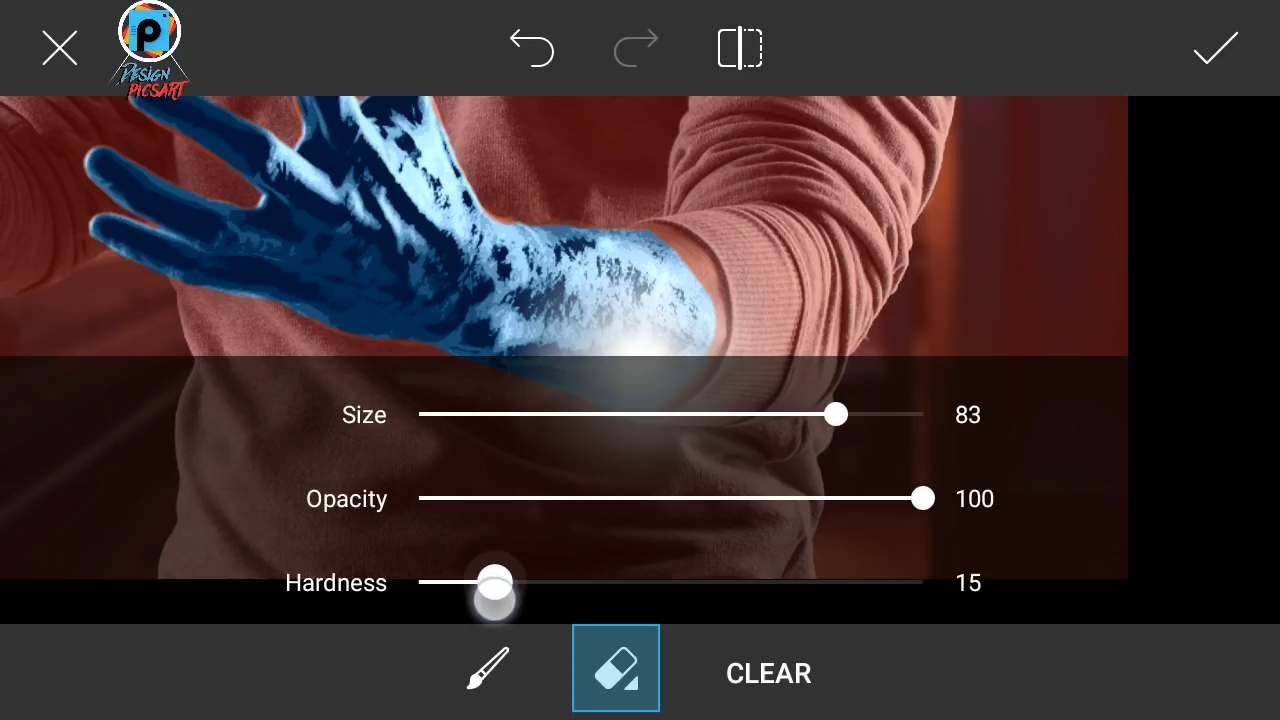 P
DESIGN
PICSART
Size 83
Opacity 100
Hardness 15
CLEAR